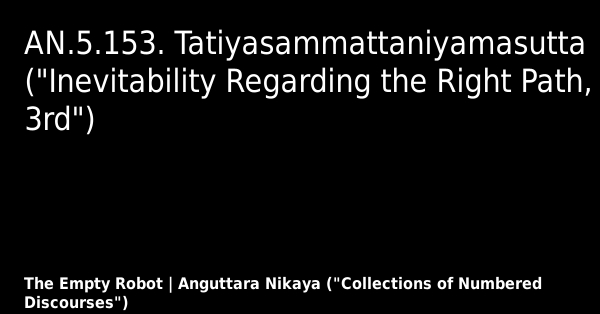 AN.5.153. Tatiyasammattaniyamasutta
("Inevitability Regarding the Right Path,
3rd")
The Empty Robot | Anguttara Nikaya ("Collections of Numbered
Discourses")